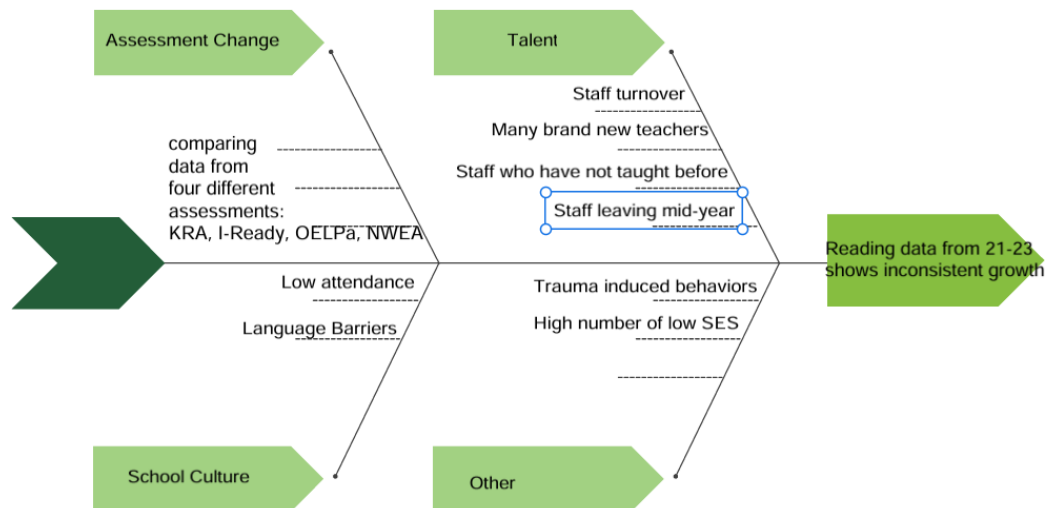 Assessment Change
Talent
Staff turnover
Many brand new teachers
comparing
data from
four different
assessments:
KRA, I-Ready, OELPa, NWEA
Staff who have not taught before
Staff leaving mid-year
Reading data from 21-23
shows inconsistent growth
Low attendance
Language Barriers
Trauma induced behaviors
High number of low SES
School Culture
Other